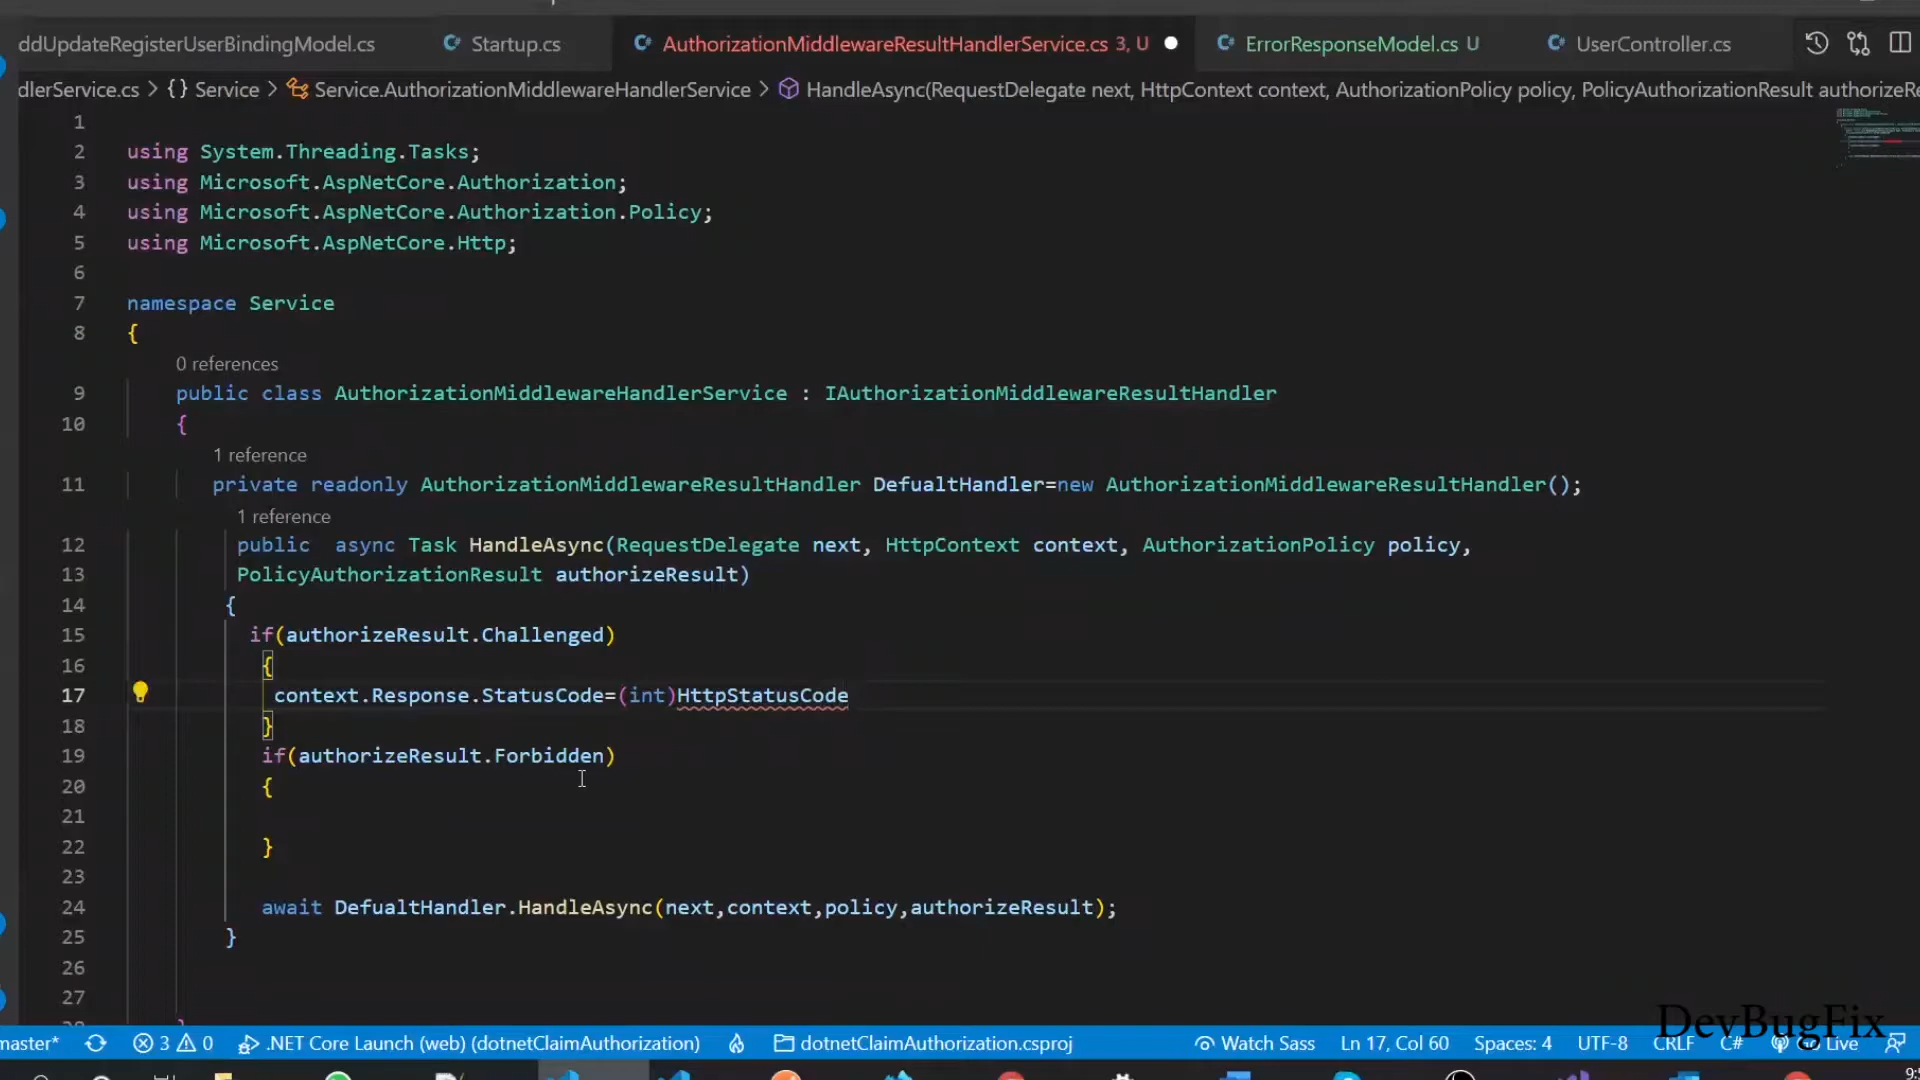 ddUpdateRegisterUserBindingModel.cs Startup.cs AuthorizationMiddlewareResultHandlerService.cs 3, U ErrorResponseModel.cs U UserController.cs
dlerService.cs > {} Service > Service.AuthorizationMiddlewareHandlerService > HandleAsync(RequestDelegate next, HttpContext context, AuthorizationPolicy policy, PolicyAuthorizationResult authorizeRe
1
2 using System.Threading.Tasks;
3 using Microsoft.AspNetCore.Authorization;
4 using Microsoft.AspNetCore.Authorization.Policy;
5 using Microsoft.AspNetCore.Http;
6
7 namespace Service
8 {
0 references
9 public class AuthorizationMiddlewareHandlerService : IAuthorizationMiddlewareResultHandler
10 {
1 reference
11 private readonly AuthorizationMiddlewareResultHandler DefualtHandler=new AuthorizationMiddlewareResultHandler();
1 reference
12 public  async Task HandleAsync(RequestDelegate next, HttpContext context, AuthorizationPolicy policy,
13 PolicyAuthorizationResult authorizeResult)
14 {
15 if(authorizeResult.Challenged)
16 {
17 context.Response.StatusCode=(int)HttpStatusCode
18 }
19 if(authorizeResult.Forbidden)
20 {
21
22 }
23
24 await DefualtHandler.HandleAsync(next,context,policy,authorizeResult);
25 }
26
27
28 }
DevBugFix
master* 3 0 .NET Core Launch (web) (dotnetClaimAuthorization) dotnetClaimAuthorization.csproj Watch Sass Ln 17, Col 60 Spaces: 4 UTF-8 CRLF C# Go Live